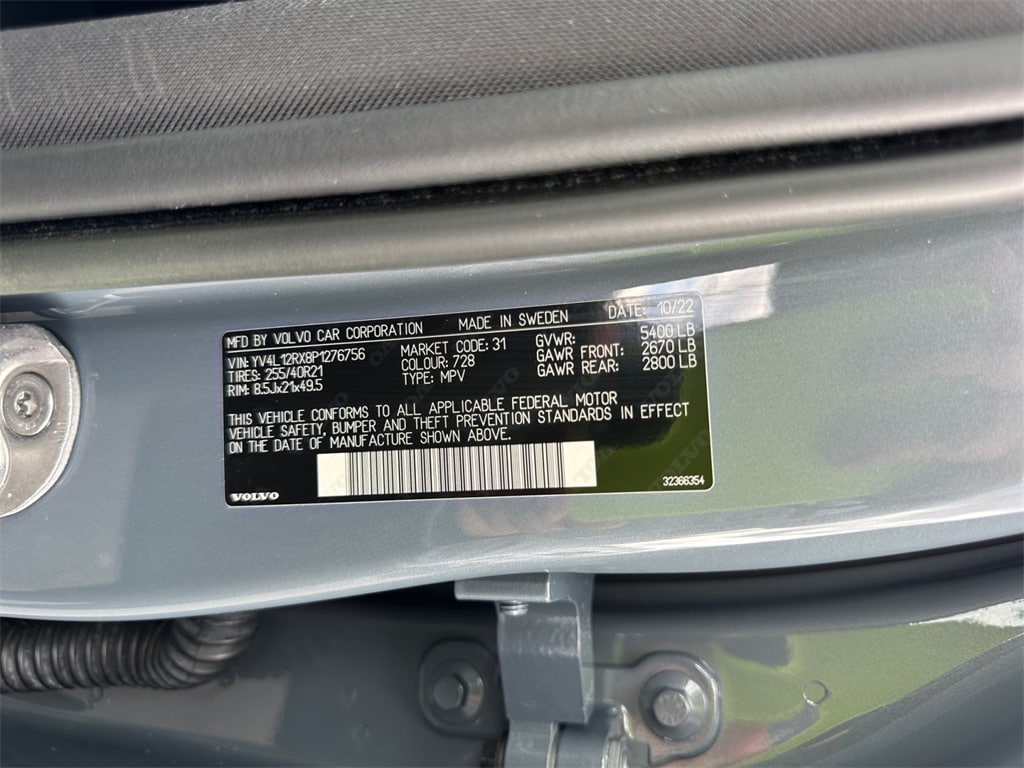 MFD BY VOLVO CAR CORPORATION MADE IN SWEDEN DATE: 10/22
VIN: YV4L12RX8P1276756 MARKET CODE: 31 GVWR: 5400 LB
TIRES: 255/40R21 COLOUR: 728 GAWR FRONT: 2670 LB
RIM: 8.5Jx21x49.5 TYPE: MPV GAWR REAR: 2800 LB
THIS VEHICLE CONFORMS TO ALL APPLICABLE FEDERAL MOTOR
VEHICLE SAFETY, BUMPER AND THEFT PREVENTION STANDARDS IN EFFECT
ON THE DATE OF MANUFACTURE SHOWN ABOVE.
VOLVO 32366354